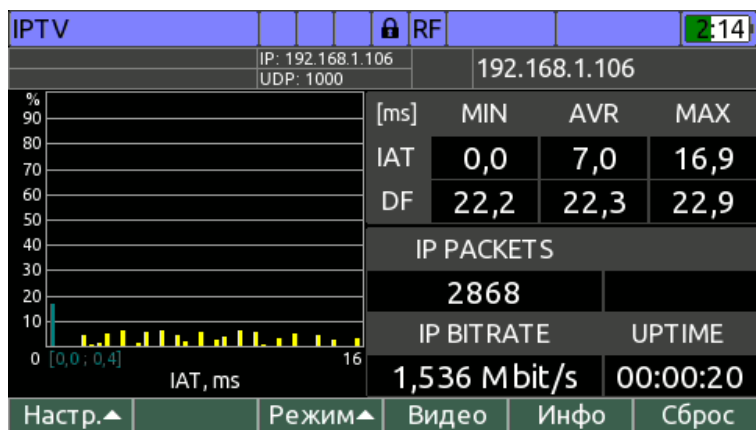 IPTV RF 2:14
IP: 192.168.1.106
UDP: 1000
192.168.1.106
%
90
80
70
60
50
40
30
20
10
0 [0,0 ; 0,4] 16
IAT, ms
[ms] MIN AVR MAX
IAT 0,0 7,0 16,9
DF 22,2 22,3 22,9
IP PACKETS
2868
IP BITRATE UPTIME
1,536 Mbit/s 00:00:20
Настр. Режим Видео Инфо Сброс